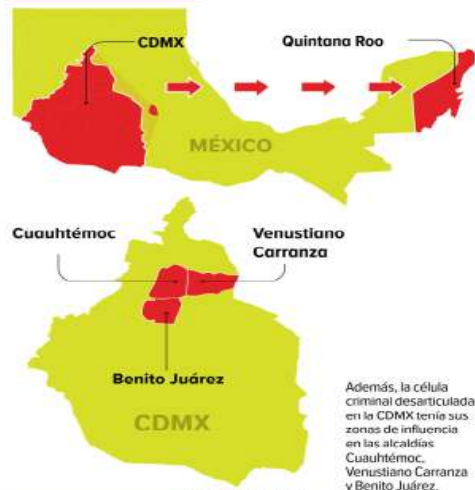 CDMX
Quintana Roo
MÉXICO
Cuauhtémoc
Venustiano
Carranza
Benito Juárez
CDMX
Además, la célula
criminal desarticulada
en la CDMX tenía sus
zonas de influencia
en las alcaldías
Cuauhtémoc,
Venustiano Carranza
y Benito Juárez.